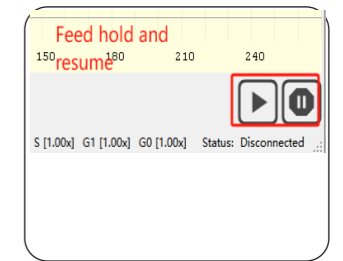 Feed hold and
resume
150 180 210 240
S [1.00x] G1 [1.00x] G0 [1.00x] Status: Disconnected